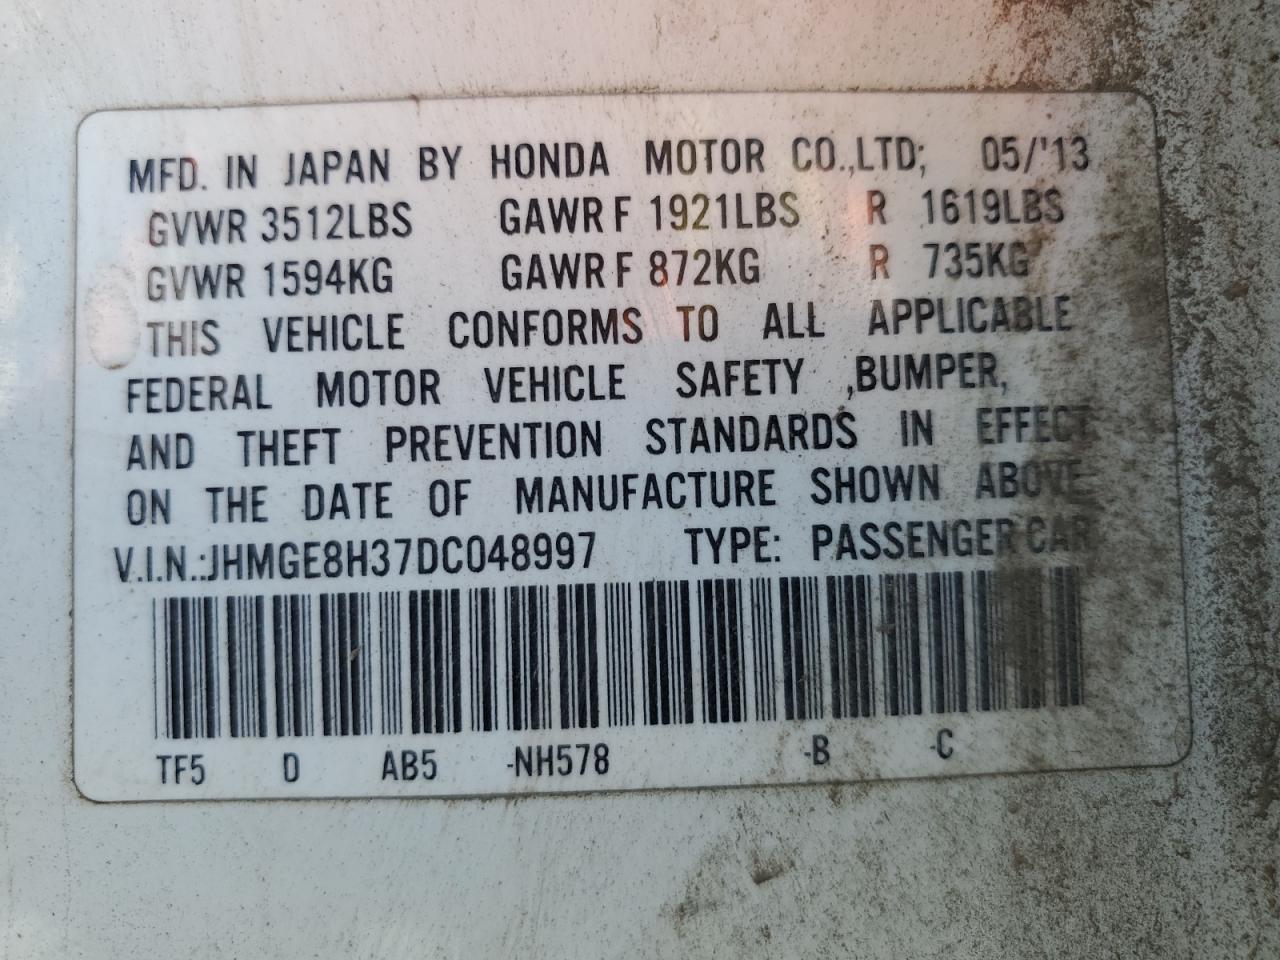 MFD. IN JAPAN BY HONDA MOTOR CO.,LTD; 05/'13
GVWR 3512LBS GAWR F 1921LBS R 1619LBS
GVWR 1594KG GAWR F 872KG R 735KG
THIS VEHICLE CONFORMS TO ALL APPLICABLE
FEDERAL MOTOR VEHICLE SAFETY ,BUMPER,
AND THEFT PREVENTION STANDARDS IN EFFECT
ON THE DATE OF MANUFACTURE SHOWN ABOVE
V.I.N.:JHMGE8H37DC048997 TYPE: PASSENGER CAR
TF5 D AB5 -NH578 -B -C